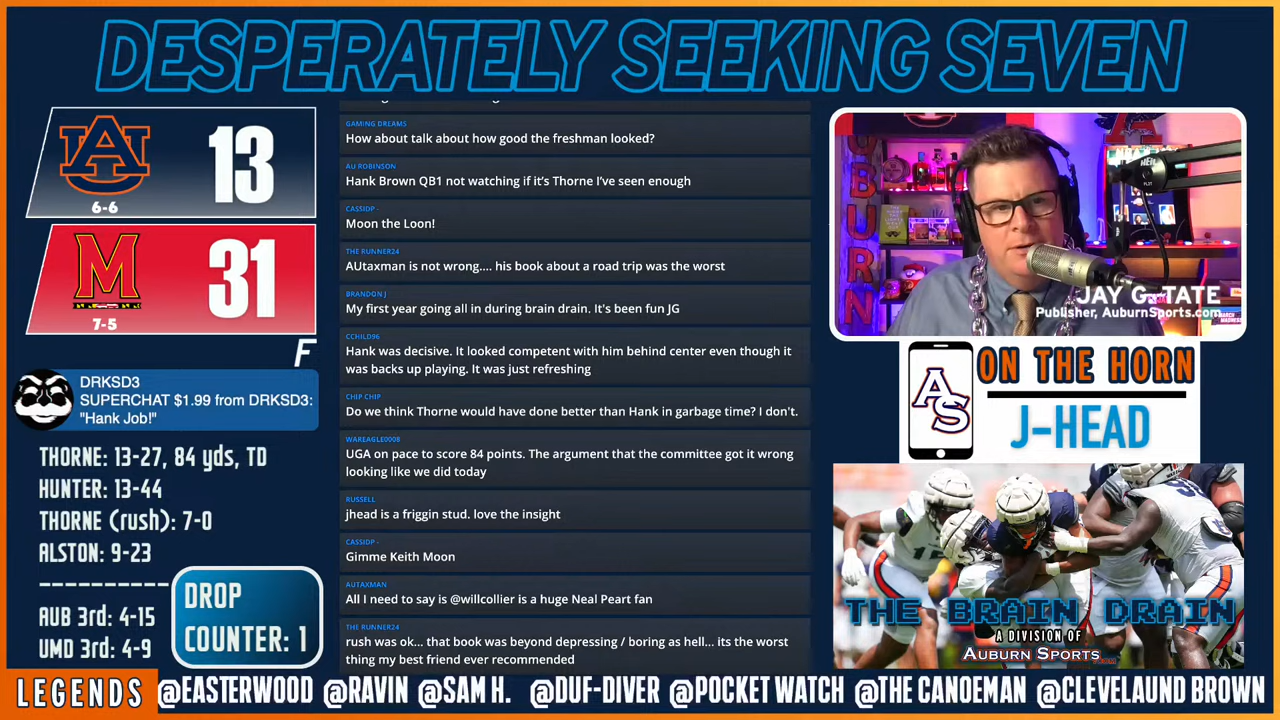 DESPERATELY SEEKING SEVEN
13
6-6
M
31
7-5
F
DRKSD3
SUPERCHAT $1.99 from DRKSD3:
"Hank Job!"
THORNE: 13-27, 84 yds, TD
HUNTER: 13-44
THORNE (rush): 7-0
ALSTON: 9-23
AUB 3rd: 4-15
UMD 3rd: 4-9
DROP
COUNTER: 1
GAMING DREAMS
How about talk about how good the freshman looked?
AU ROBINSON
Hank Brown QB1 not watching if it's Thorne I've seen enough
CASSIDP -
Moon the Loon!
THE RUNNER24
AUtaxman is not wrong.... his book about a road trip was the worst
BRANDON J
My first year going all in during brain drain. It's been fun JG
CCHILD96
Hank was decisive. It looked competent with him behind center even though it
was backs up playing. It was just refreshing
CHIP CHIP
Do we think Thorne would have done better than Hank in garbage time? I don't.
WAREAGLE0008
UGA on pace to score 84 points. The argument that the committee got it wrong
looking like we did today
RUSSELL
jhead is a friggin stud. love the insight
CASSIDP -
Gimme Keith Moon
AUTAXMAN
All I need to say is @willcollier is a huge Neal Peart fan
THE RUNNER24
rush was ok... that book was beyond depressing / boring as hell... its the worst
thing my best friend ever recommended
BURN
JAY G. TATE
Publisher, AuburnSports.com
AS
ON THE HORN
J-HEAD
THE BRAIN DRAIN
A DIVISION OF
AUBURN SPORTS.COM
LEGENDS @EASTERWOOD @RAVIN @SAM H. @DUF-DIVER @POCKET WATCH @THE CANOEMAN @CLEVELAUND BROWN